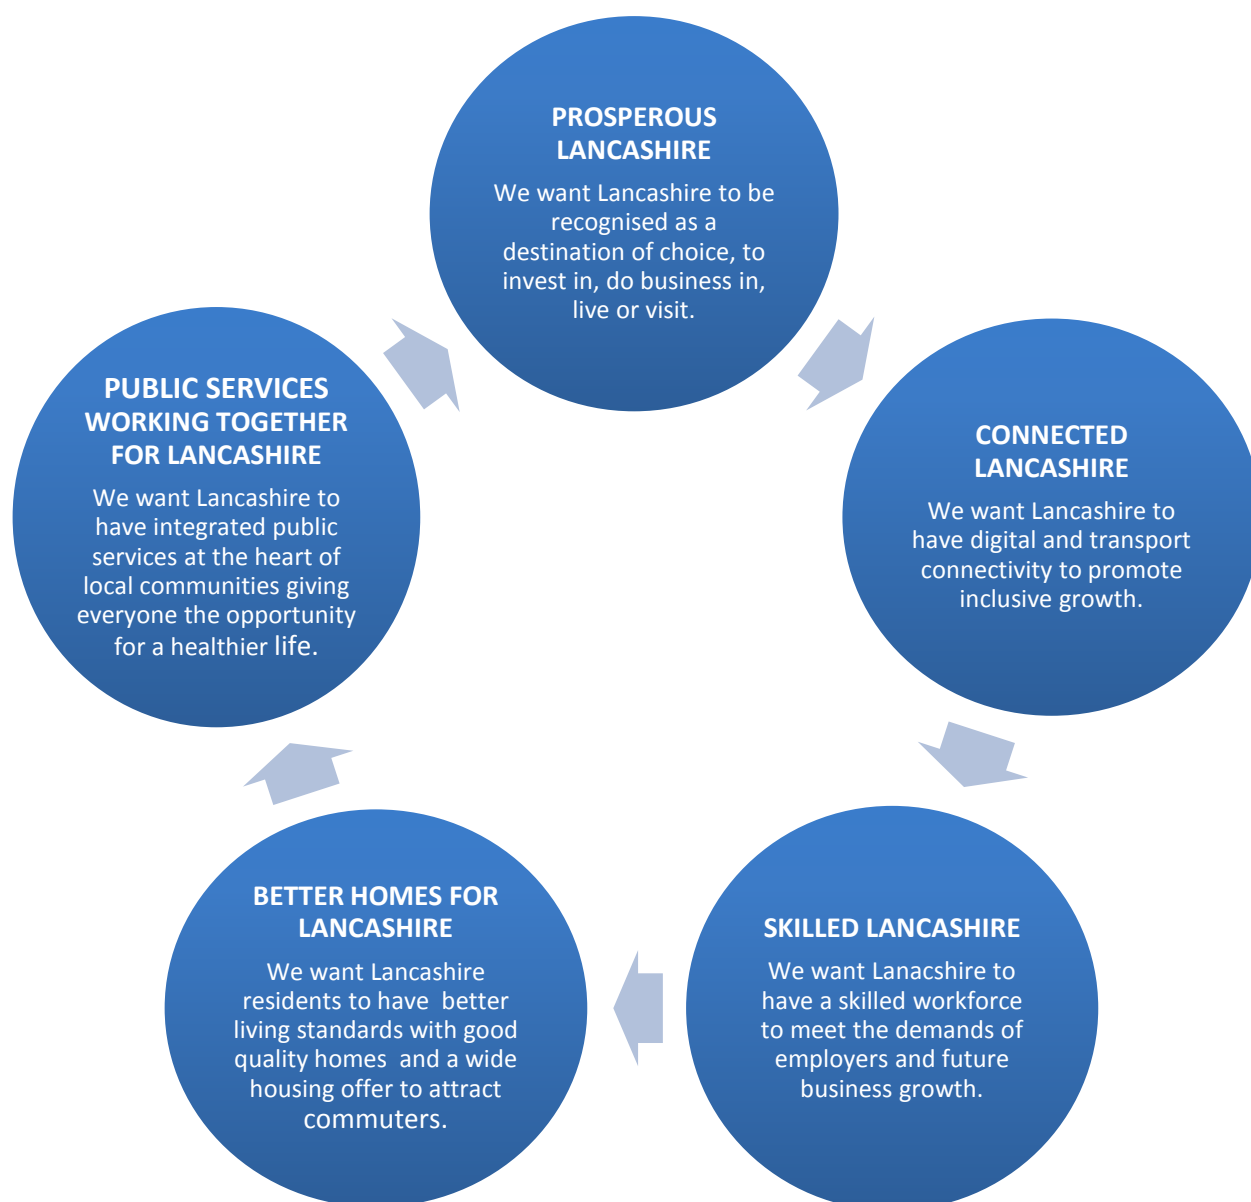 PROSPEROUS
LANCASHIRE
We want Lancashire to be
recognised as a
destination of choice, to
invest in, do business in,
live or visit.
CONNECTED
LANCASHIRE
We want Lancashire to
have digital and transport
connectivity to promote
inclusive growth.
SKILLED LANCASHIRE
We want Lanacshire to
have a skilled workforce
to meet the demands of
employers and future
business growth.
BETTER HOMES FOR
LANCASHIRE
We want Lancashire
residents to have better
living standards with good
quality homes and a wide
housing offer to attract
commuters.
PUBLIC SERVICES
WORKING TOGETHER
FOR LANCASHIRE
We want Lancashire to
have integrated public
services at the heart of
local communities giving
everyone the opportunity
for a healthier life.